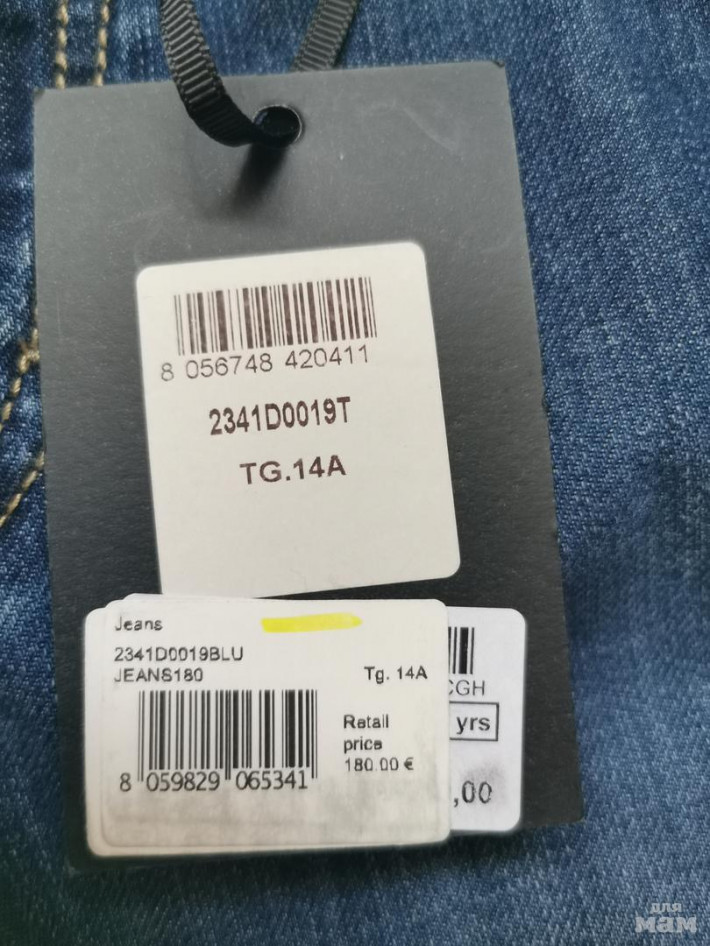 8 056748 420411
2341D0019T
TG.14A
Jeans
2341D0019BLU
JEANS180
Tg. 14A
Retail
price
180.00 €
8 059829 065341
CGH
yrs
,00
для
мам